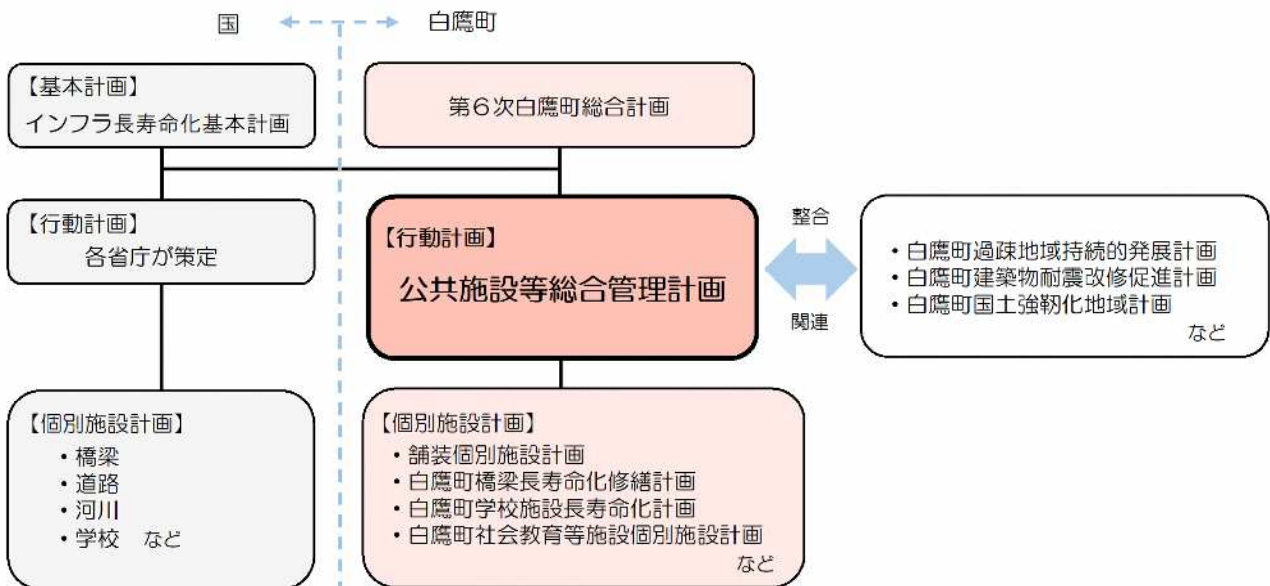 国
白鷹町
【基本計画】
インフラ長寿命化基本計画
第6次白鷹町総合計画
【行動計画】
各省庁が策定
【行動計画】
公共施設等総合管理計画
整合
関連
・白鷹町過疎地域持続的発展計画
・白鷹町建築物耐震改修促進計画
・白鷹町国土強靭化地域計画
など
【個別施設計画】
・橋梁
・道路
・河川
・学校 など
【個別施設計画】
・舗装個別施設計画
・白鷹町橋梁長寿命化修繕計画
・白鷹町学校施設長寿命化計画
・白鷹町社会教育等施設個別施設計画
など